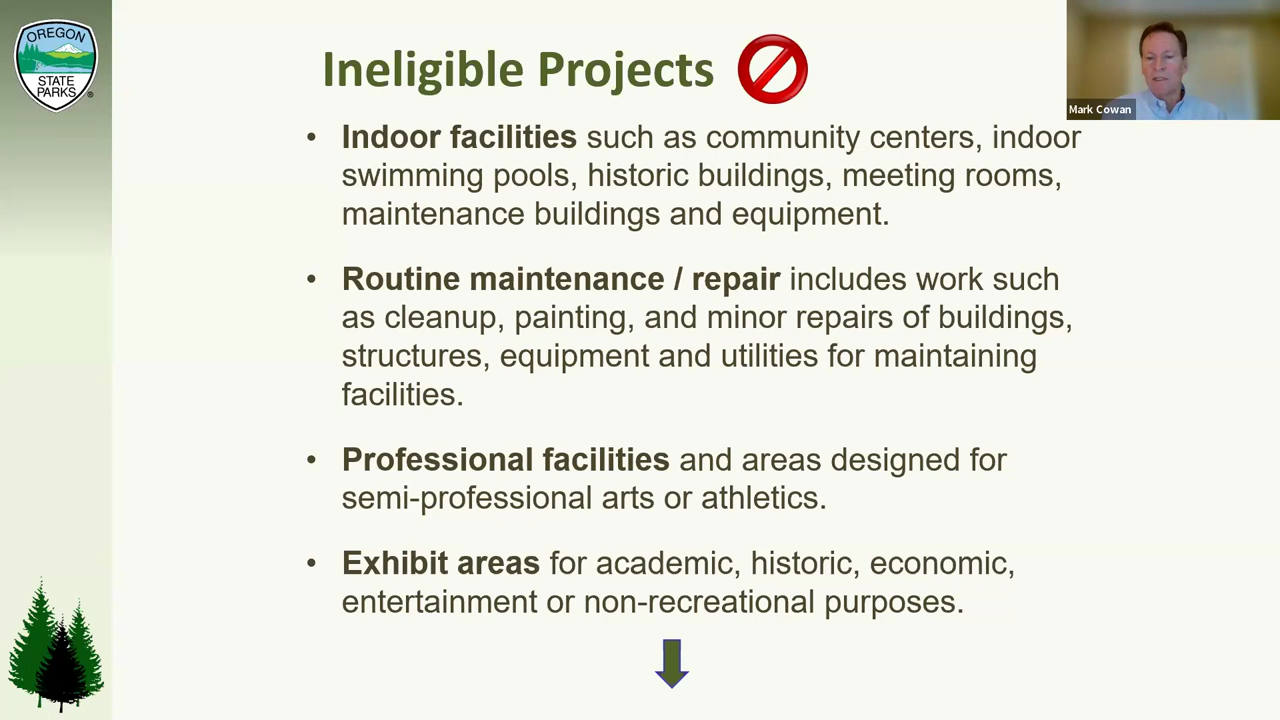 OREGON
STATE
PARKS
Ineligible Projects
Mark Cowan
• Indoor facilities such as community centers, indoor
swimming pools, historic buildings, meeting rooms,
maintenance buildings and equipment.
• Routine maintenance / repair includes work such
as cleanup, painting, and minor repairs of buildings,
structures, equipment and utilities for maintaining
facilities.
• Professional facilities and areas designed for
semi-professional arts or athletics.
• Exhibit areas for academic, historic, economic,
entertainment or non-recreational purposes.